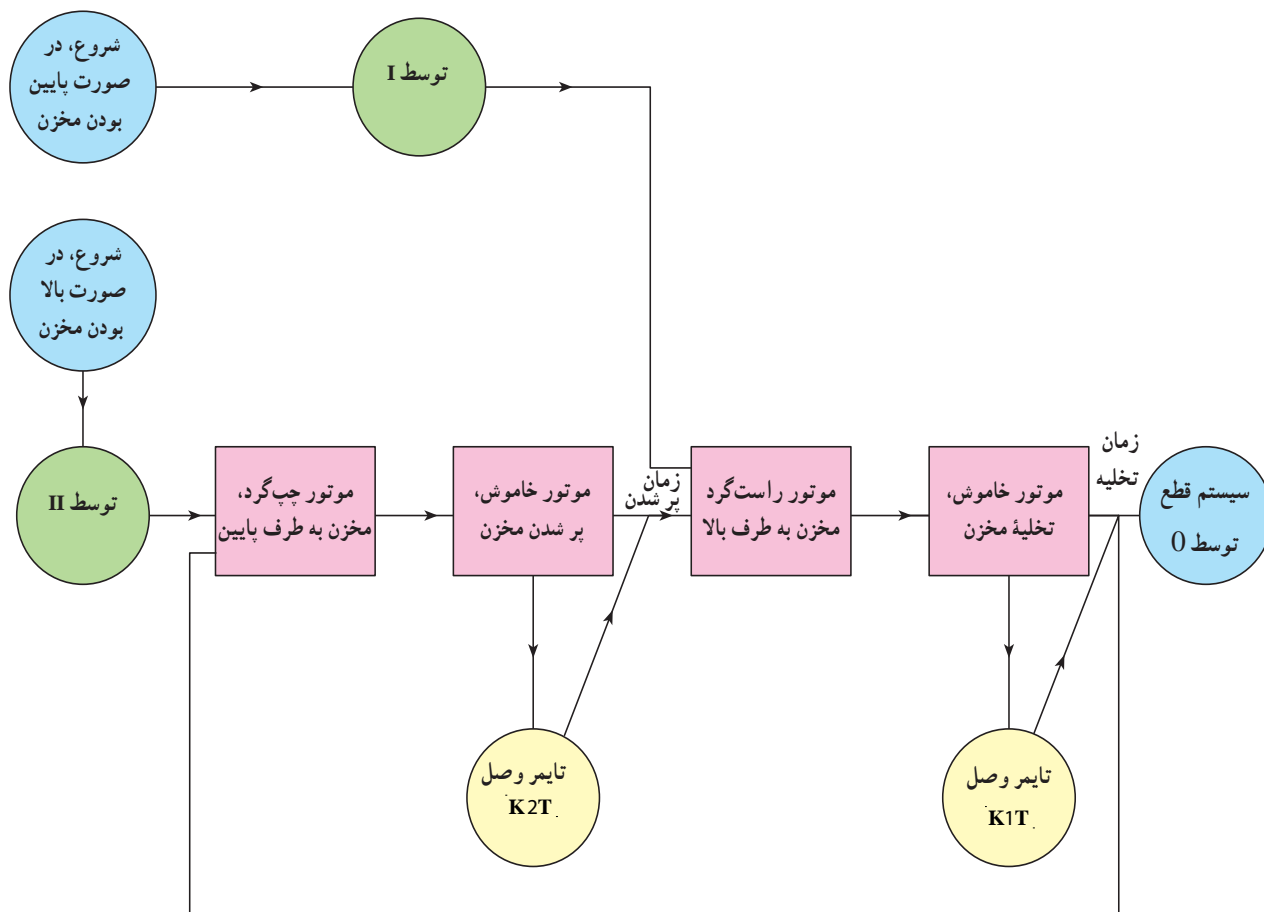 شروع، در
صورت پایین
بودن مخزن
توسط I
شروع، در
صورت بالا
بودن مخزن
توسط II
موتور چپ‌گرد،
مخزن به طرف پایین
موتور خاموش،
پر شدن مخزن
زمان
پر شدن
موتور راست‌گرد
مخزن به طرف بالا
موتور خاموش،
تخلیهٔ مخزن
زمان
تخلیه
سیستم قطع
توسط 0
تایمر وصل
K2T
تایمر وصل
K1T